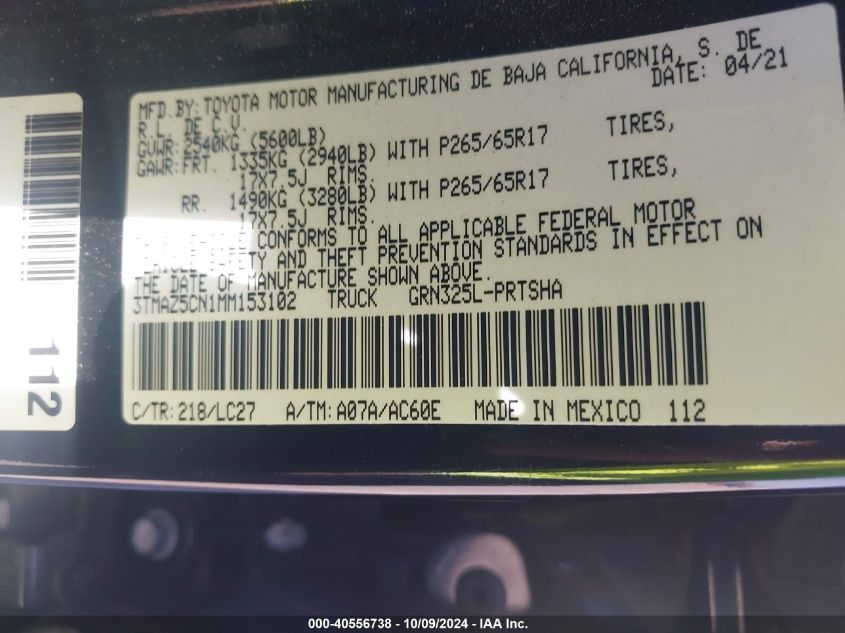 MFD.BY: TOYOTA MOTOR MANUFACTURING DE BAJA CALIFORNIA, S. DE
R.L. DE C.V. DATE: 04/21
GVWR: 2540KG (5600LB)
GAWR: FRT. 1335KG (2940LB) WITH P265/65R17 TIRES,
17X7.5J RIMS.
RR. 1490KG (3280LB) WITH P265/65R17 TIRES,
17X7.5J RIMS.
CONFORMS TO ALL APPLICABLE FEDERAL MOTOR
AND THEFT PREVENTION STANDARDS IN EFFECT ON
THE DATE OF MANUFACTURE SHOWN ABOVE.
3TMAZ5CN1MM153102 TRUCK GRN325L-PRTSHA
C/TR: 218/LC27 A/TM: A07A/AC60E MADE IN MEXICO 112
112
000-40556738 - 10/09/2024 - IAA Inc.